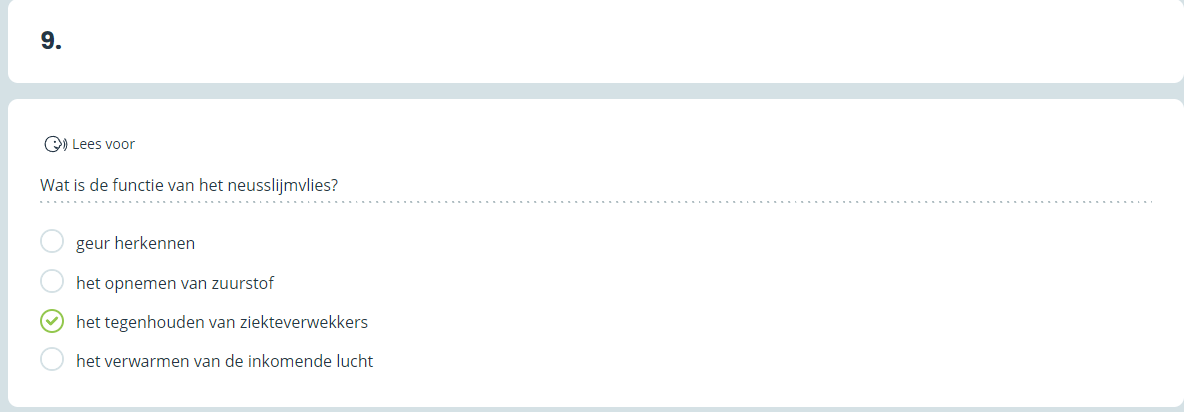 9.
Lees voor
Wat is de functie van het neusslijmvlies?
geur herkennen
het opnemen van zuurstof
het tegenhouden van ziekteverwekkers
het verwarmen van de inkomende lucht